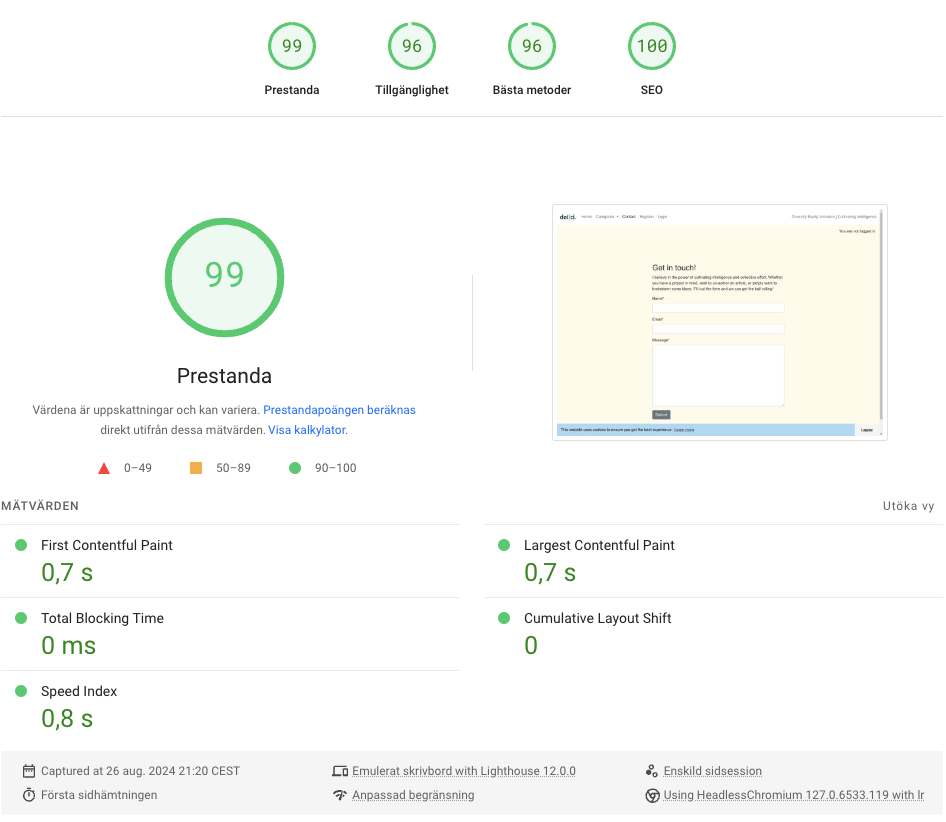 99
96
96
100
Prestanda
Tillgänglighet
Bästa metoder
SEO
99
Prestanda
Värdena är uppskattningar och kan variera. Prestandapoängen beräknas
direkt utifrån dessa mätvärden. Visa kalkylator.
0–49
50–89
90–100
Home Categories Contact Register Login
Diversity Equity Inclusion | Cultivating Intelligence
You are not logged in
Get in touch!
I believe in the power of cultivating intelligence and collective effort. Whether
you have a project in mind, wish to co-author an article, or simply want to
brainstorm some ideas. Fill out the form and we can get the ball rolling!
Name*
Email*
Message*
Submit
This website uses cookies to ensure you get the best experience. Learn more
I agree
MÄTVÄRDEN
Utöka vy
First Contentful Paint
0,7 s
Largest Contentful Paint
0,7 s
Total Blocking Time
0 ms
Cumulative Layout Shift
0
Speed Index
0,8 s
Captured at 26 aug. 2024 21:20 CEST
Emulerat skrivbord with Lighthouse 12.0.0
Enskild sidsession
Första sidhämtningen
Anpassad begränsning
Using HeadlessChromium 127.0.6533.119 with lr